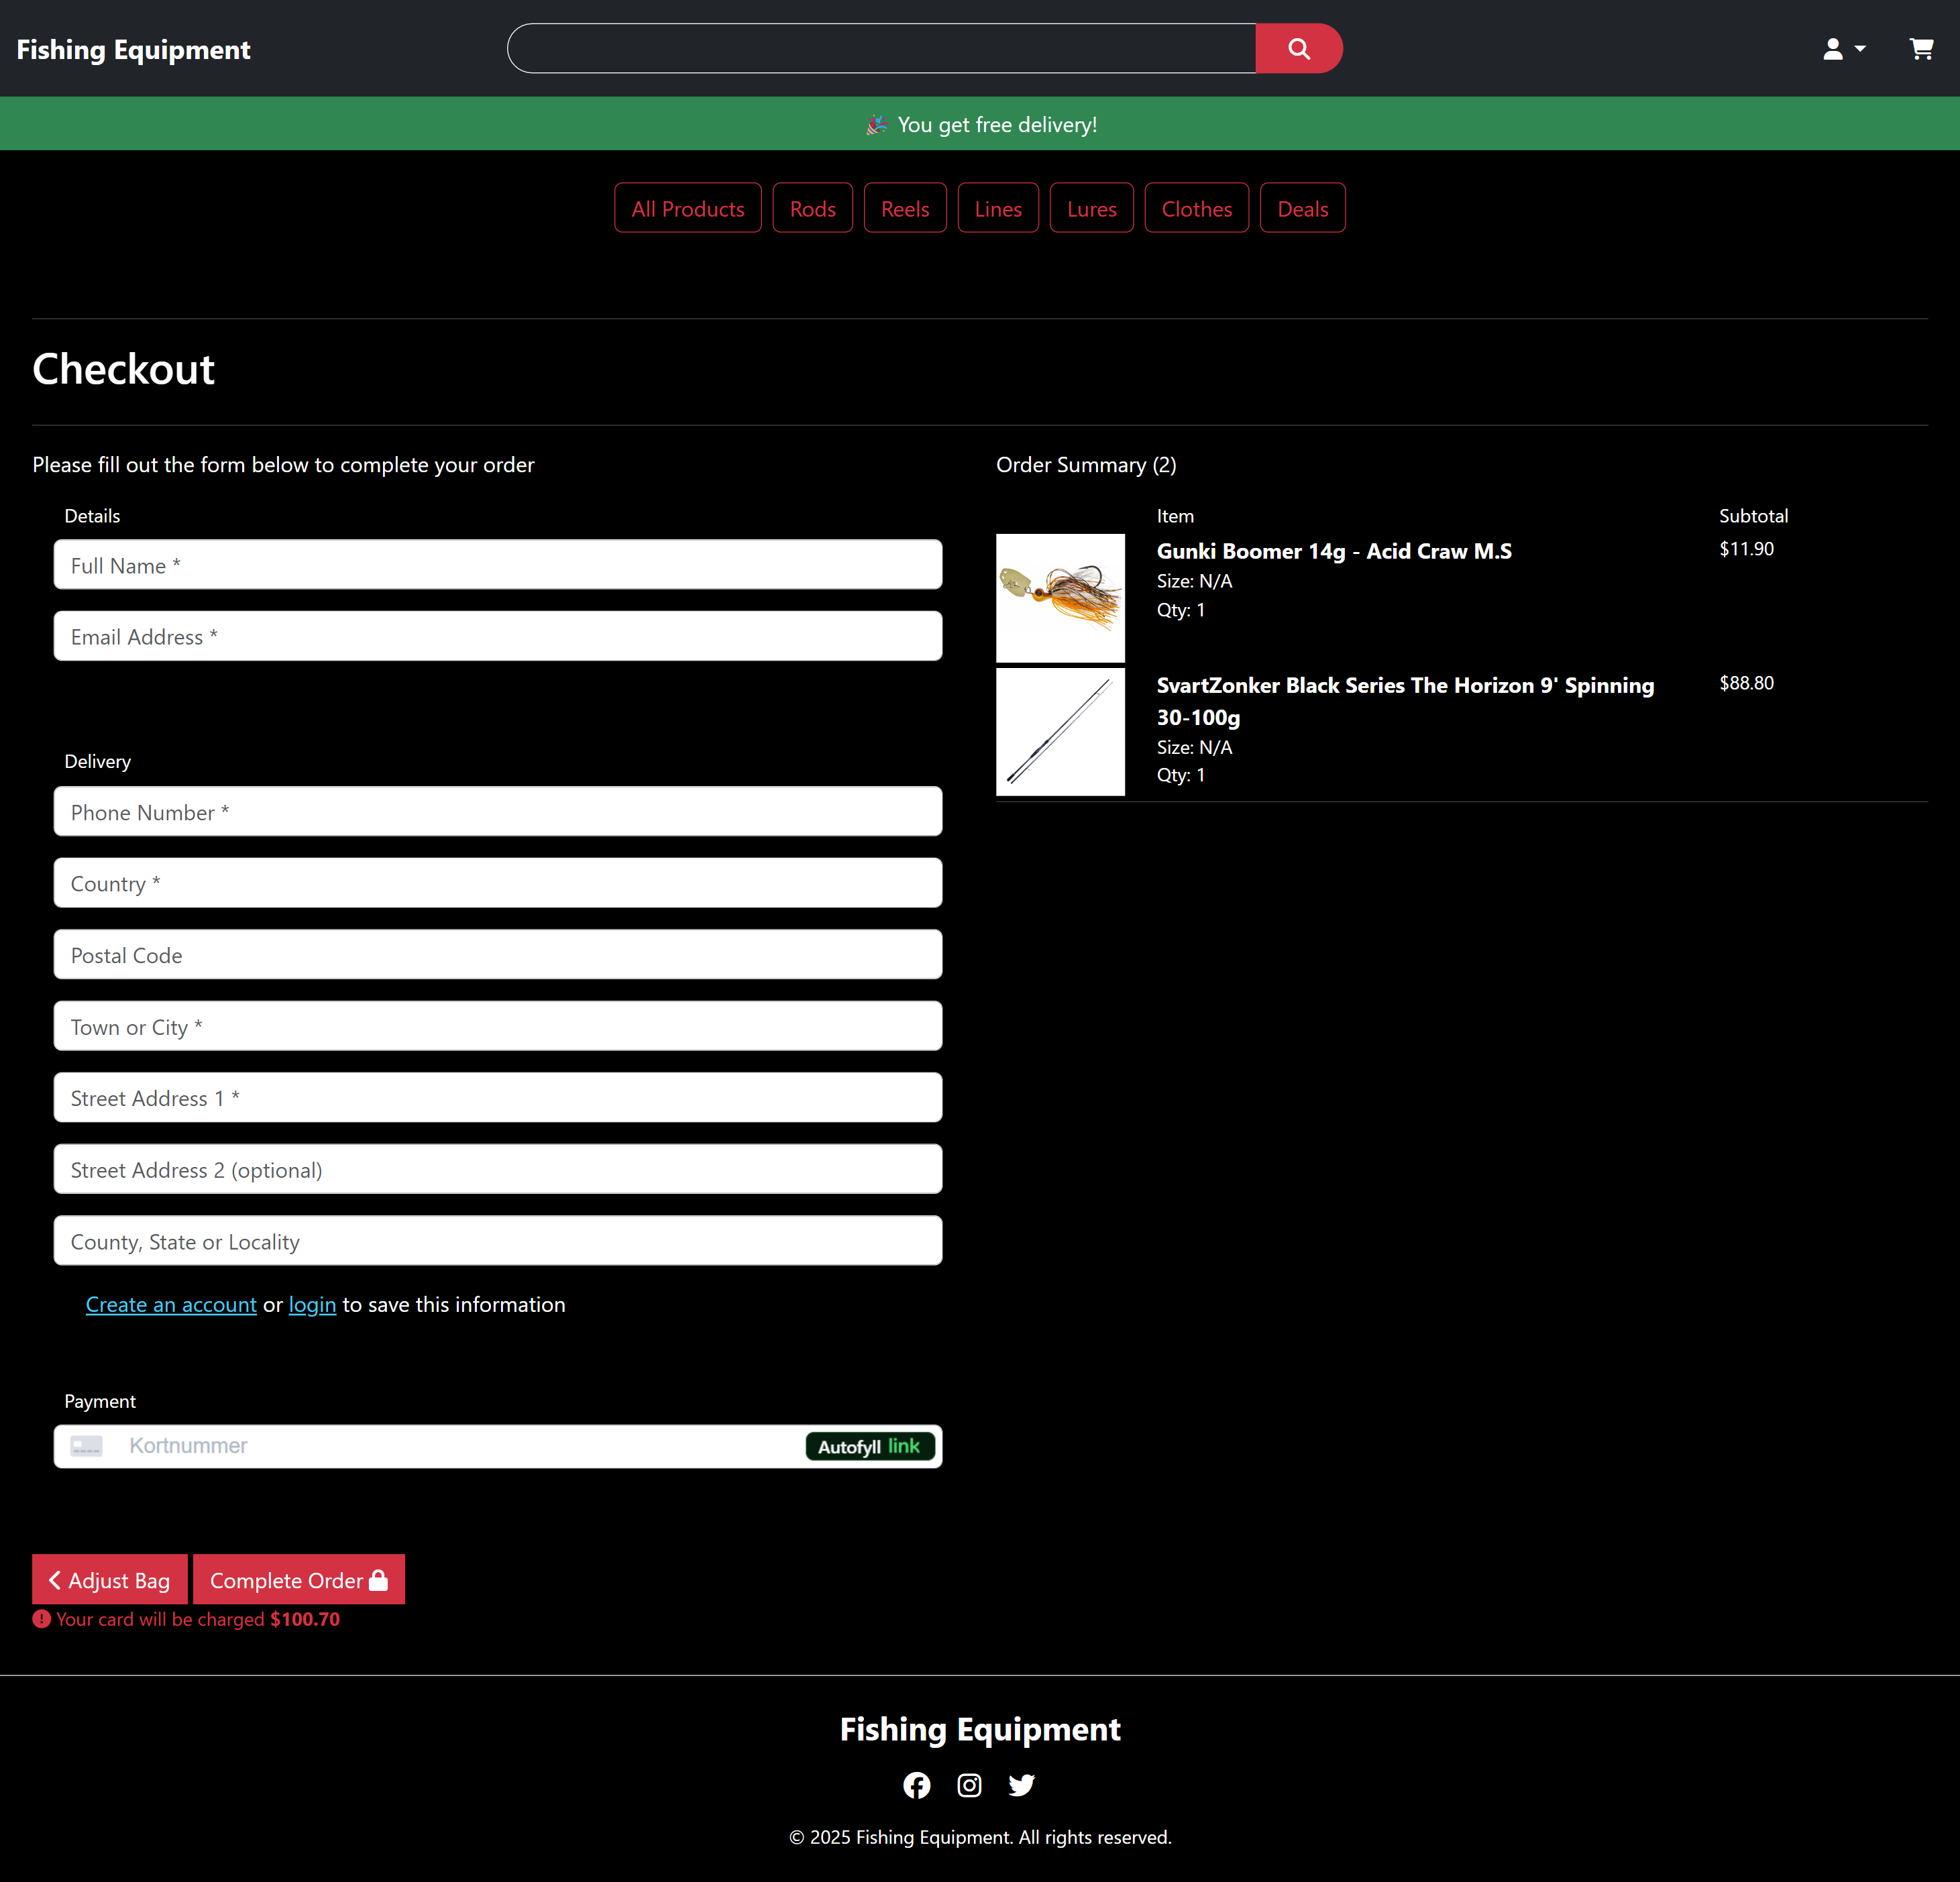 Fishing Equipment
🎉 You get free delivery!
All Products
Rods
Reels
Lines
Lures
Clothes
Deals
Checkout
Please fill out the form below to complete your order
Details
Full Name *
Email Address *
Delivery
Phone Number *
Country *
Postal Code
Town or City *
Street Address 1 *
Street Address 2 (optional)
County, State or Locality
Create an account or login to save this information
Payment
Kortnummer
Autofyll link
Adjust Bag
Complete Order
Your card will be charged $100.70
Order Summary (2)
Item
Subtotal
Gunki Boomer 14g - Acid Craw M.S
$11.90
Size: N/A
Qty: 1
SvartZonker Black Series The Horizon 9' Spinning
30-100g
$88.80
Size: N/A
Qty: 1
Fishing Equipment
© 2025 Fishing Equipment. All rights reserved.